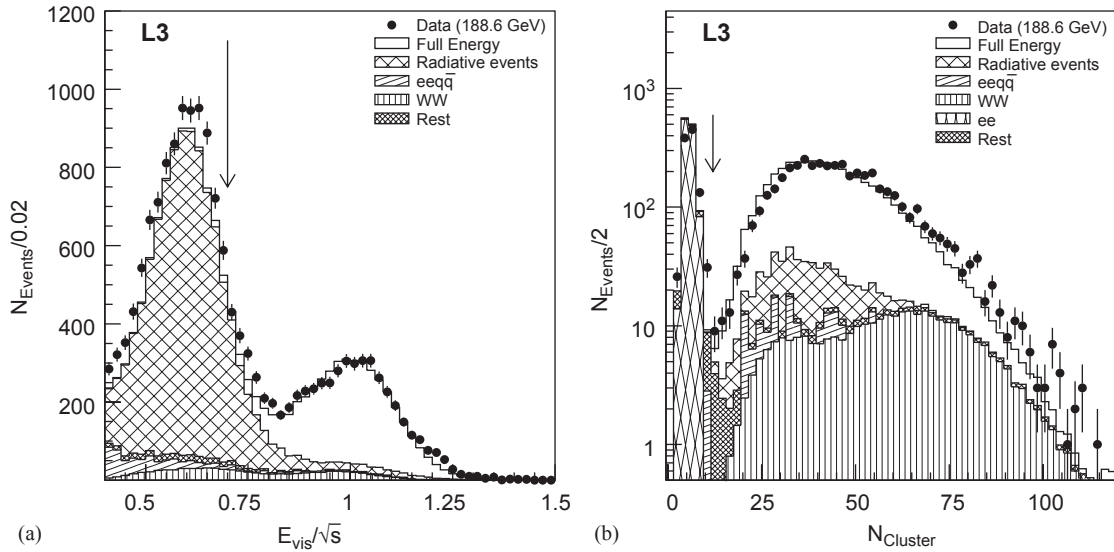 L3
Data (188.6 GeV)
Full Energy
Radiative events
eeqq̄
WW
Rest
1200
1000
800
600
400
200
N_Events/0.02
0.5
0.75
1
1.25
1.5
E_vis/√s
(a)
L3
Data (188.6 GeV)
Full Energy
Radiative events
eeqq̄
WW
ee
Rest
10³
10²
10
1
N_Events/2
0
25
50
75
100
N_Cluster
(b)